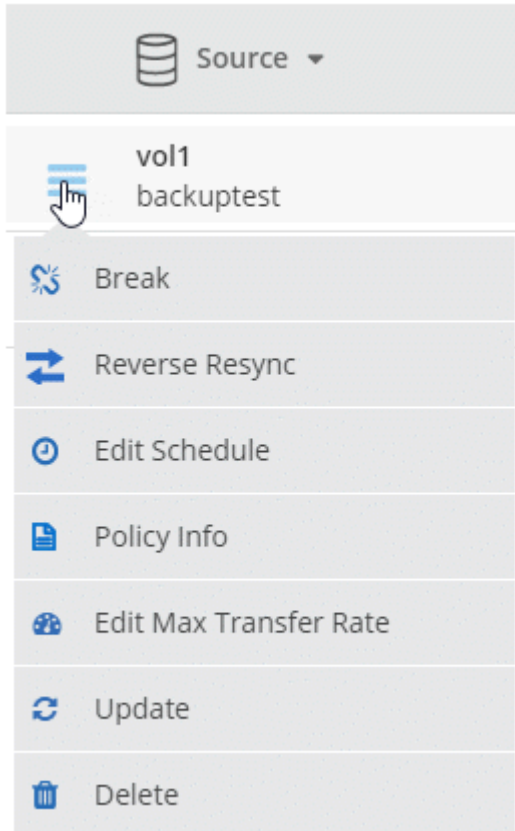 Source
vol1
backuptest
Break
Reverse Resync
Edit Schedule
Policy Info
Edit Max Transfer Rate
Update
Delete